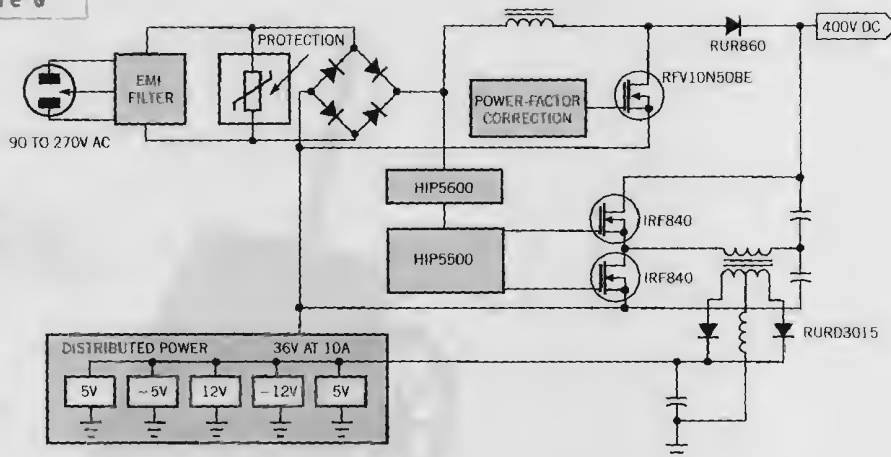 PROTECTION
EMI
FILTER
90 TO 270V AC
RUR860
400V DC
RFV10N50BE
POWER-FACTOR
CORRECTION
HIP5600
HIP5500
IRF840
IRF840
RURD3015
DISTRIBUTED POWER 36V AT 10A
5V
-5V
12V
-12V
5V